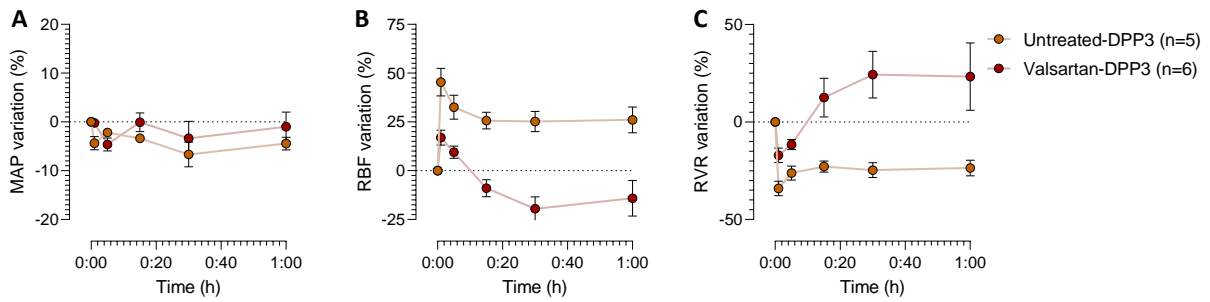 A
MAP variation (%)
20
10
0
-10
-20
0:00 0:20 0:40 1:00
Time (h)
B
RBF variation (%)
75
50
25
0
-25
0:00 0:20 0:40 1:00
Time (h)
C
RVR variation (%)
50
0
-50
0:00 0:20 0:40 1:00
Time (h)
Untreated-DPP3 (n=5)
Valsartan-DPP3 (n=6)